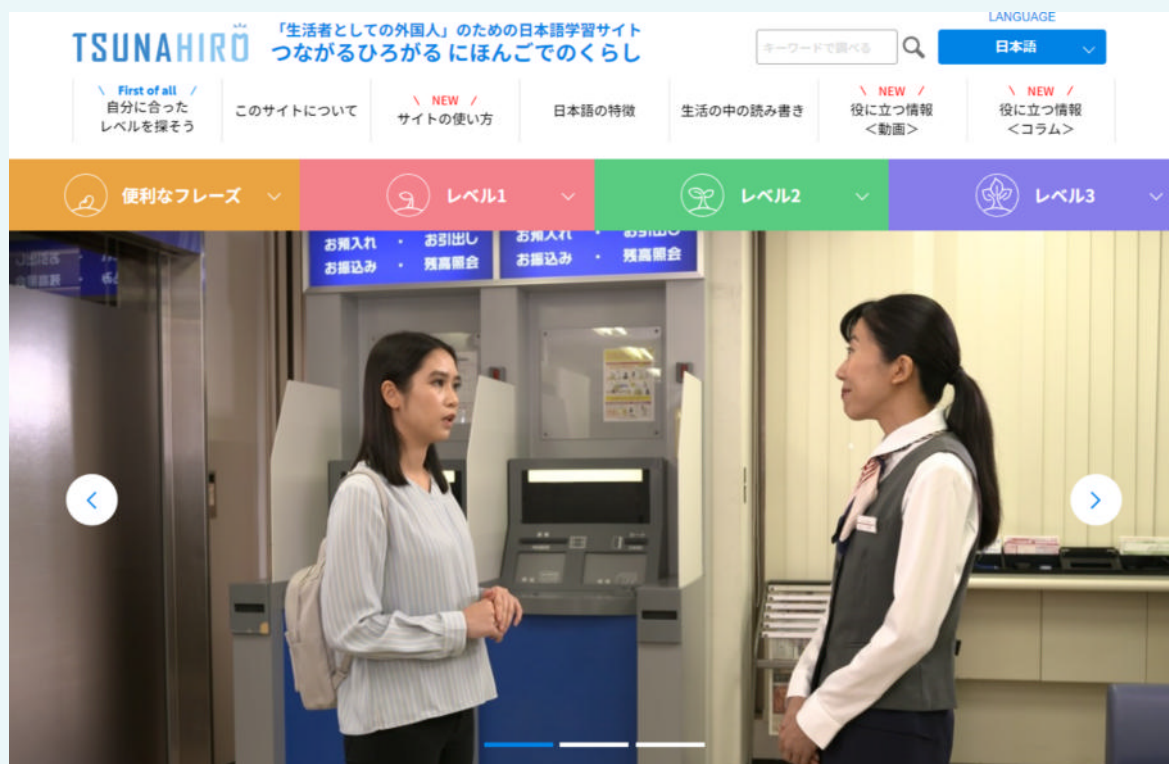 LANGUAGE
TSUNAHIRO
「生活者としての外国人」のための日本語学習サイト
つながるひろがる にほんごでのくらし
キーワードで調べる
日本語
\ First of all /
自分に合った
レベルを探そう
このサイトについて
\ NEW /
サイトの使い方
日本語の特徴
生活の中の読み書き
\ NEW /
役に立つ情報
<動画>
\ NEW /
役に立つ情報
<コラム>
便利なフレーズ
レベル1
レベル2
レベル3
お預入れ ・ お引出し
お振込み ・ 残高照会
お預入れ ・ お引出し
お振込み ・ 残高照会